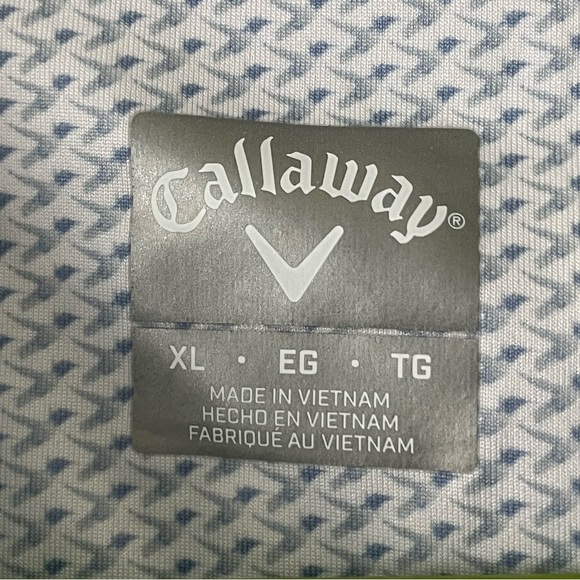 Callaway®
XL • EG • TG
MADE IN VIETNAM
HECHO EN VIETNAM
FABRIQUÉ AU VIETNAM